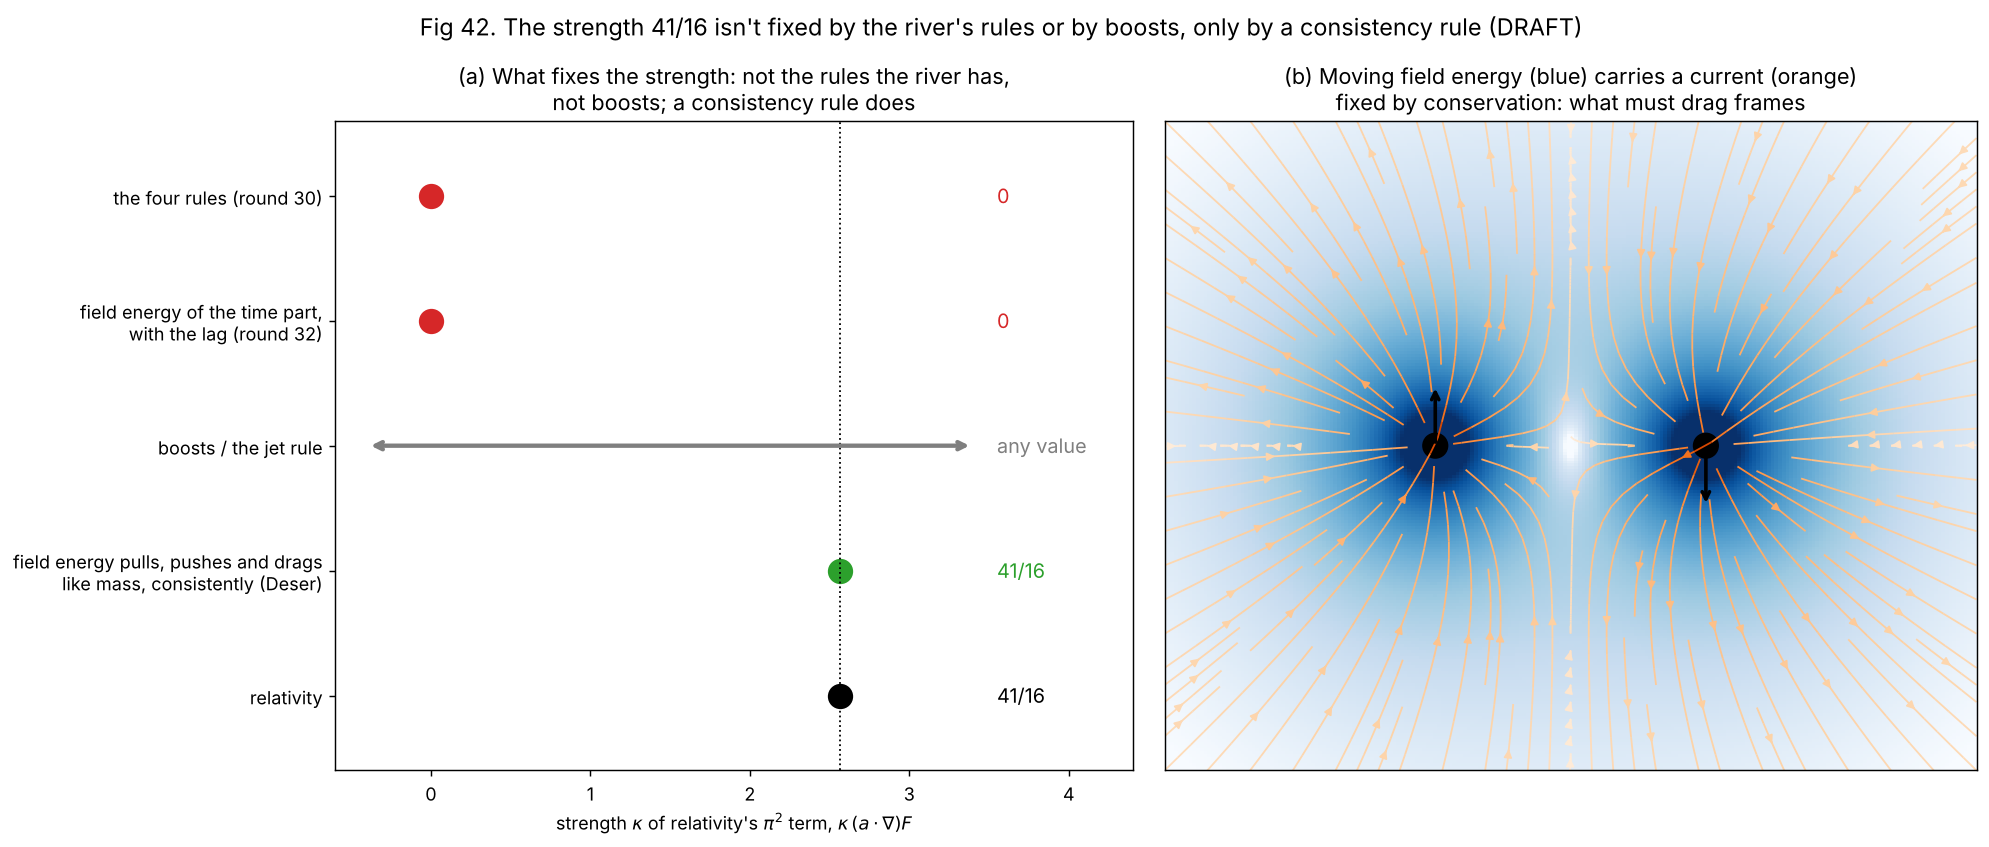 Fig 42. The strength 41/16 isn't fixed by the river's rules or by boosts, only by a consistency rule (DRAFT)
(a) What fixes the strength: not the rules the river has,
not boosts; a consistency rule does
the four rules (round 30)
0
field energy of the time part,
with the lag (round 32)
0
boosts / the jet rule
any value
field energy pulls, pushes and drags
like mass, consistently (Deser)
41/16
relativity
41/16
0 1 2 3 4
strength κ of relativity's π² term, κ (a · ∇)F
(b) Moving field energy (blue) carries a current (orange)
fixed by conservation: what must drag frames